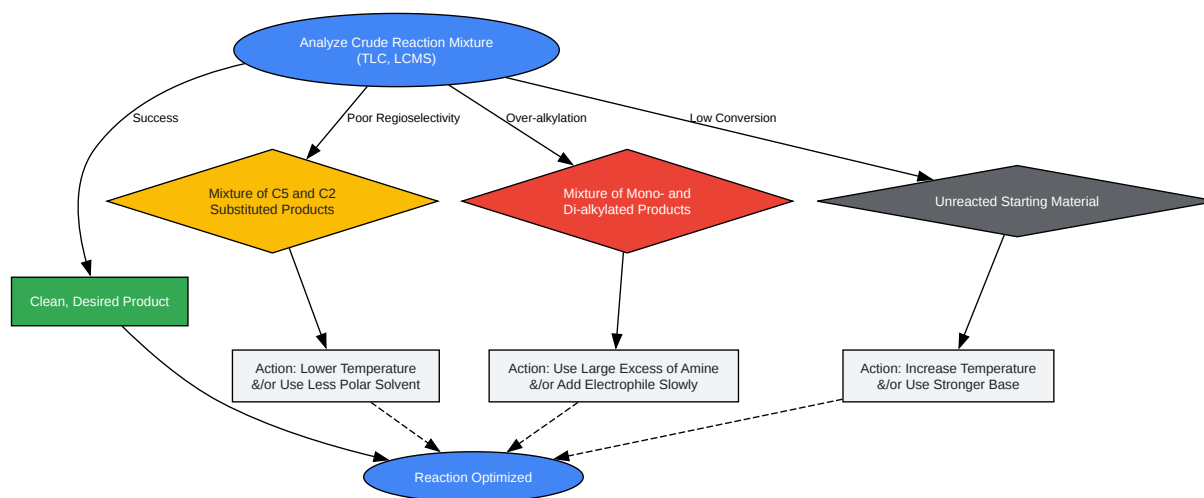 Analyze Crude Reaction Mixture
(TLC, LCMS)
Success
Poor Regioselectivity
Over-alkylation
Low Conversion
Mixture of C5 and C2
Substituted Products
Mixture of Mono- and
Di-alkylated Products
Unreacted Starting Material
Clean, Desired Product
Action: Lower Temperature
&/or Use Less Polar Solvent
Action: Use Large Excess of Amine
&/or Add Electrophile Slowly
Action: Increase Temperature
&/or Use Stronger Base
Reaction Optimized